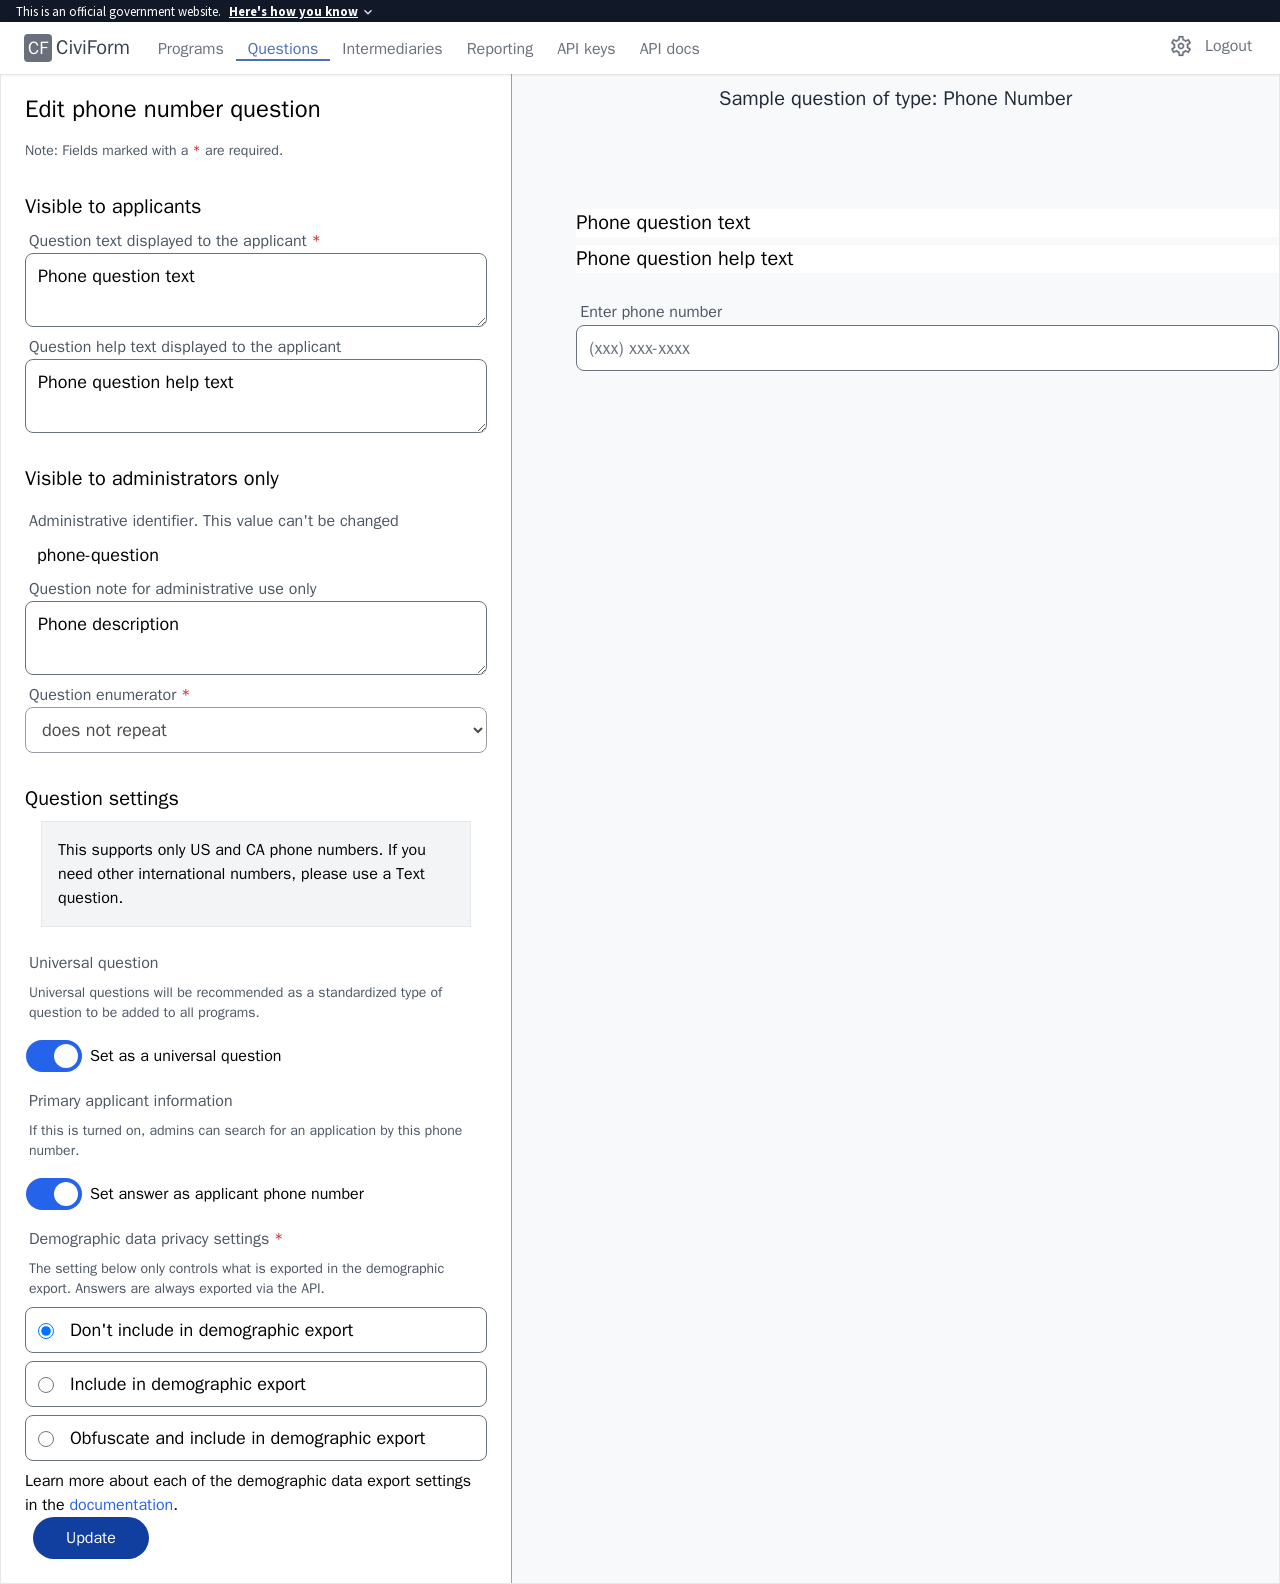 This is an official government website. Here's how you know
CF CiviForm Programs Questions Intermediaries Reporting API keys API docs Logout
Edit phone number question
Note: Fields marked with a * are required.
Visible to applicants
Question text displayed to the applicant *
Phone question text
Question help text displayed to the applicant
Phone question help text
Visible to administrators only
Administrative identifier. This value can't be changed
phone-question
Question note for administrative use only
Phone description
Question enumerator *
does not repeat
Question settings
This supports only US and CA phone numbers. If you
need other international numbers, please use a Text
question.
Universal question
Universal questions will be recommended as a standardized type of
question to be added to all programs.
Set as a universal question
Primary applicant information
If this is turned on, admins can search for an application by this phone
number.
Set answer as applicant phone number
Demographic data privacy settings *
The setting below only controls what is exported in the demographic
export. Answers are always exported via the API.
Don't include in demographic export
Include in demographic export
Obfuscate and include in demographic export
Learn more about each of the demographic data export settings
in the documentation.
Update
Sample question of type: Phone Number
Phone question text
Phone question help text
Enter phone number
(xxx) xxx-xxxx